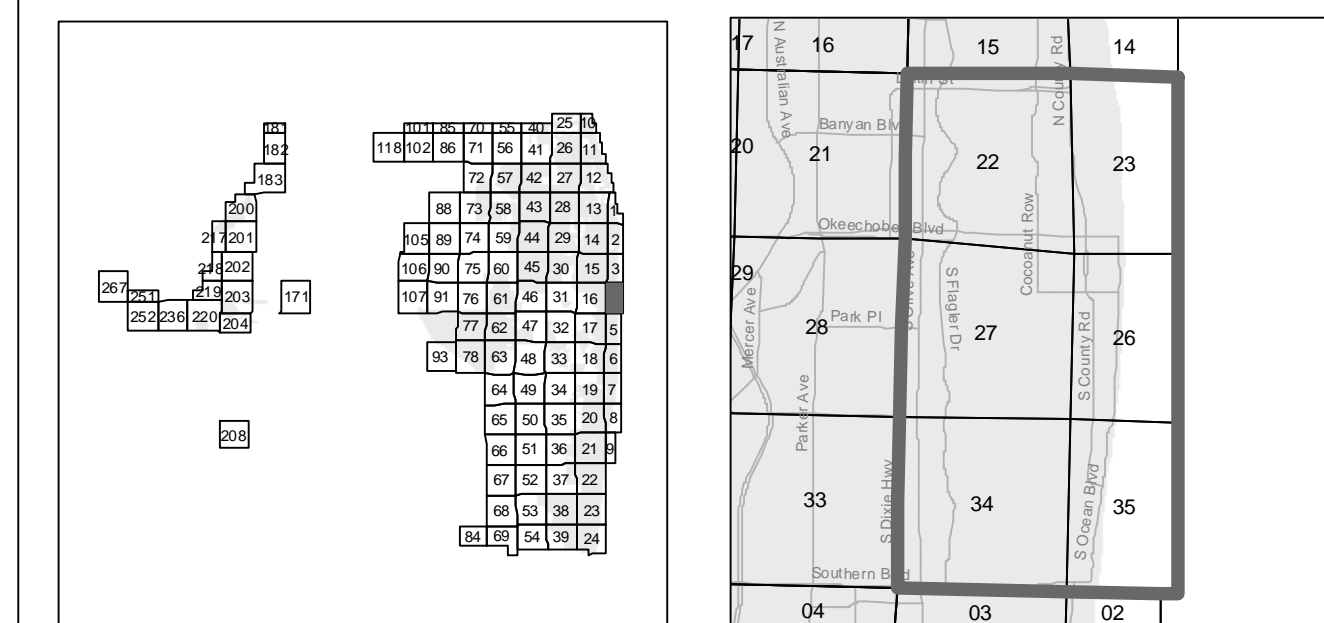 181
101 85 70 55 40 25 10
182
118 102 86 71 56 41 26 11
183
72 57 42 27 12
200
88 73 58 43 28 13 1
217 201
105 89 74 59 44 29 14 2
218 202
106 90 75 60 45 30 15 3
267 251 219 203 171
107 91 76 61 46 31 16
252 236 220 204
77 62 47 32 17 5
93 78 63 48 33 18 6
64 49 34 19 7
65 50 35 20 8
208
66 51 36 21 9
67 52 37 22
68 53 38 23
84 69 54 39 24
17 16 15 14
N Australian Ave
N County Rd
Banyan Blv
20 21 22 23
Okeechobe Blvd
Cocoanut Row
29 28 27 26
Mercer Ave
Park Pl
S Flagler Dr
S County Rd
Parker Ave
33 34 35
S Dixie Hwy
S Ocean Blvd
Southern B d
04 03 02